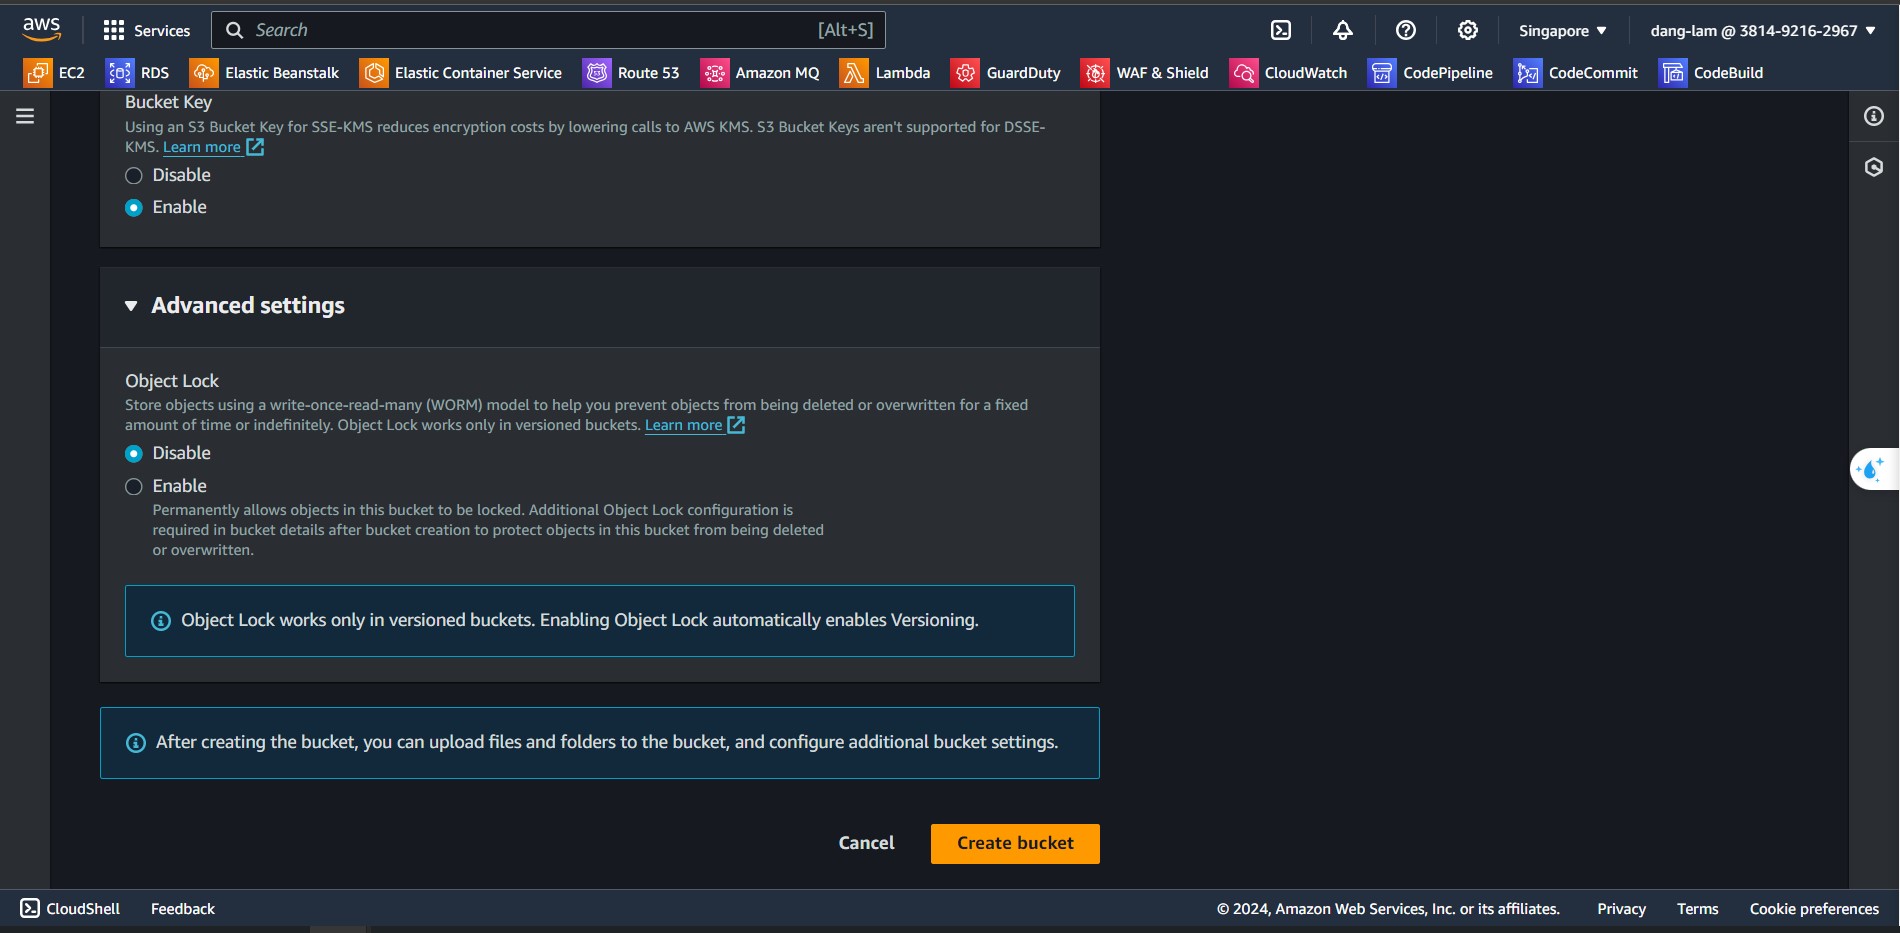 aws
Services
Search
[Alt+S]
Singapore ▼
dang-lam @ 3814-9216-2967 ▼
EC2
RDS
Elastic Beanstalk
Elastic Container Service
Route 53
Amazon MQ
Lambda
GuardDuty
WAF & Shield
CloudWatch
CodePipeline
CodeCommit
CodeBuild
Bucket Key
Using an S3 Bucket Key for SSE-KMS reduces encryption costs by lowering calls to AWS KMS. S3 Bucket Keys aren't supported for DSSE-
KMS. Learn more
Disable
Enable
Advanced settings
Object Lock
Store objects using a write-once-read-many (WORM) model to help you prevent objects from being deleted or overwritten for a fixed
amount of time or indefinitely. Object Lock works only in versioned buckets. Learn more
Disable
Enable
Permanently allows objects in this bucket to be locked. Additional Object Lock configuration is
required in bucket details after bucket creation to protect objects in this bucket from being deleted
or overwritten.
Object Lock works only in versioned buckets. Enabling Object Lock automatically enables Versioning.
After creating the bucket, you can upload files and folders to the bucket, and configure additional bucket settings.
Cancel
Create bucket
CloudShell
Feedback
© 2024, Amazon Web Services, Inc. or its affiliates.
Privacy
Terms
Cookie preferences